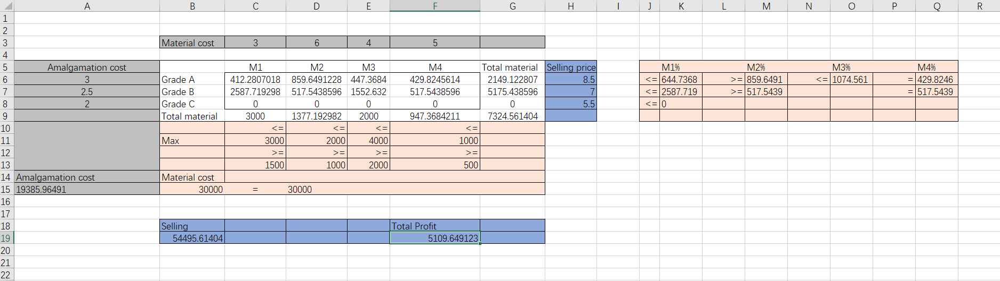 A B C D E F G H I J K L M N O P Q R
1
2
3 Material cost 3 6 4 5
4
5 Amalgamation cost M1 M2 M3 M4 Total material Selling price M1% M2% M3% M4%
6 3 Grade A 412.2807018 859.6491228 447.3684 429.8245614 2149.122807 8.5 <= 644.7368 >= 859.6491 <= 1074.561 = 429.8246
7 2.5 Grade B 2587.719298 517.5438596 1552.632 517.5438596 5175.438596 7 <= 2587.719 >= 517.5439 = 517.5439
8 2 Grade C 0 0 0 0 0 5.5 <= 0
9 Total material 3000 1377.192982 2000 947.3684211 7324.561404
10 <= <= <= <=
11 Max 3000 2000 4000 1000
12 >= >= >= >=
13 1500 1000 2000 500
14 Amalgamation cost Material cost
15 19385.96491 30000 = 30000
16
17
18 Selling Total Profit
19 54495.61404 5109.649123
20
21
22